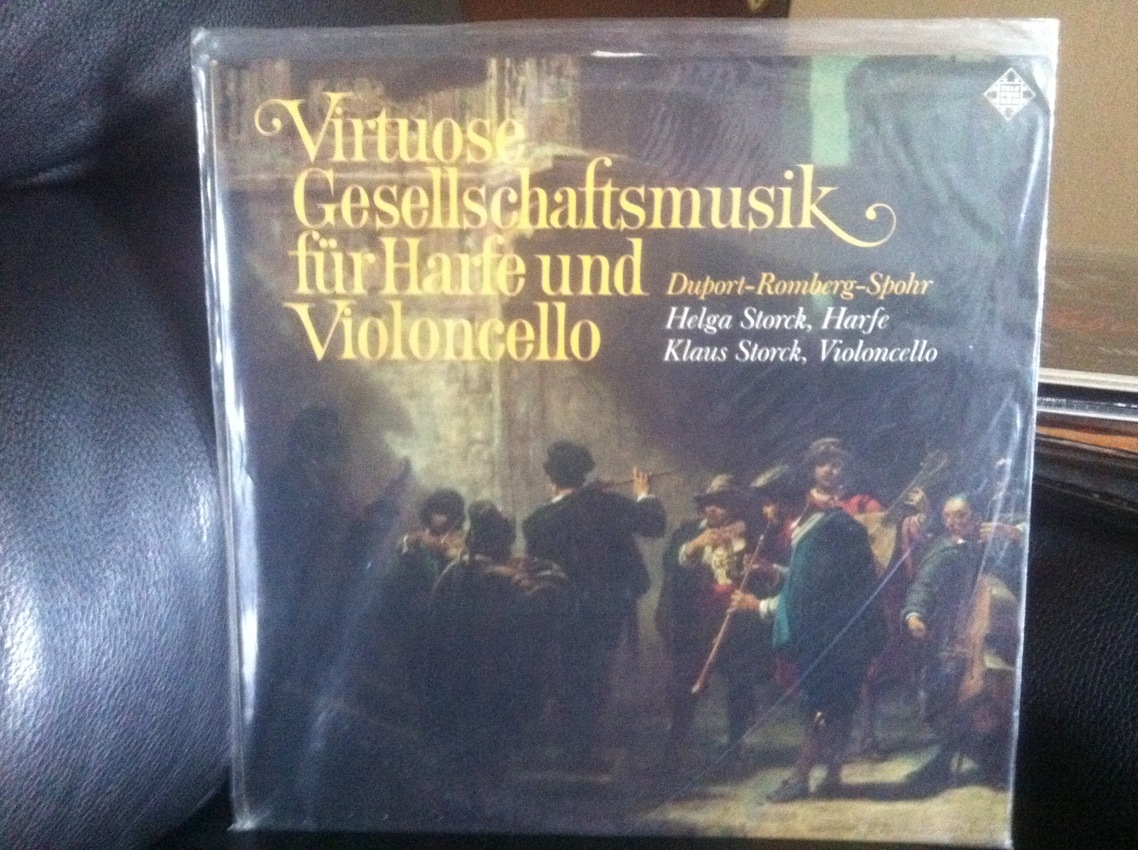 Virtuose
Gesellschaftsmusik
für Harfe und
Violoncello
Duport-Romberg-Spohr
Helga Storck, Harfe
Klaus Storck, Violoncello